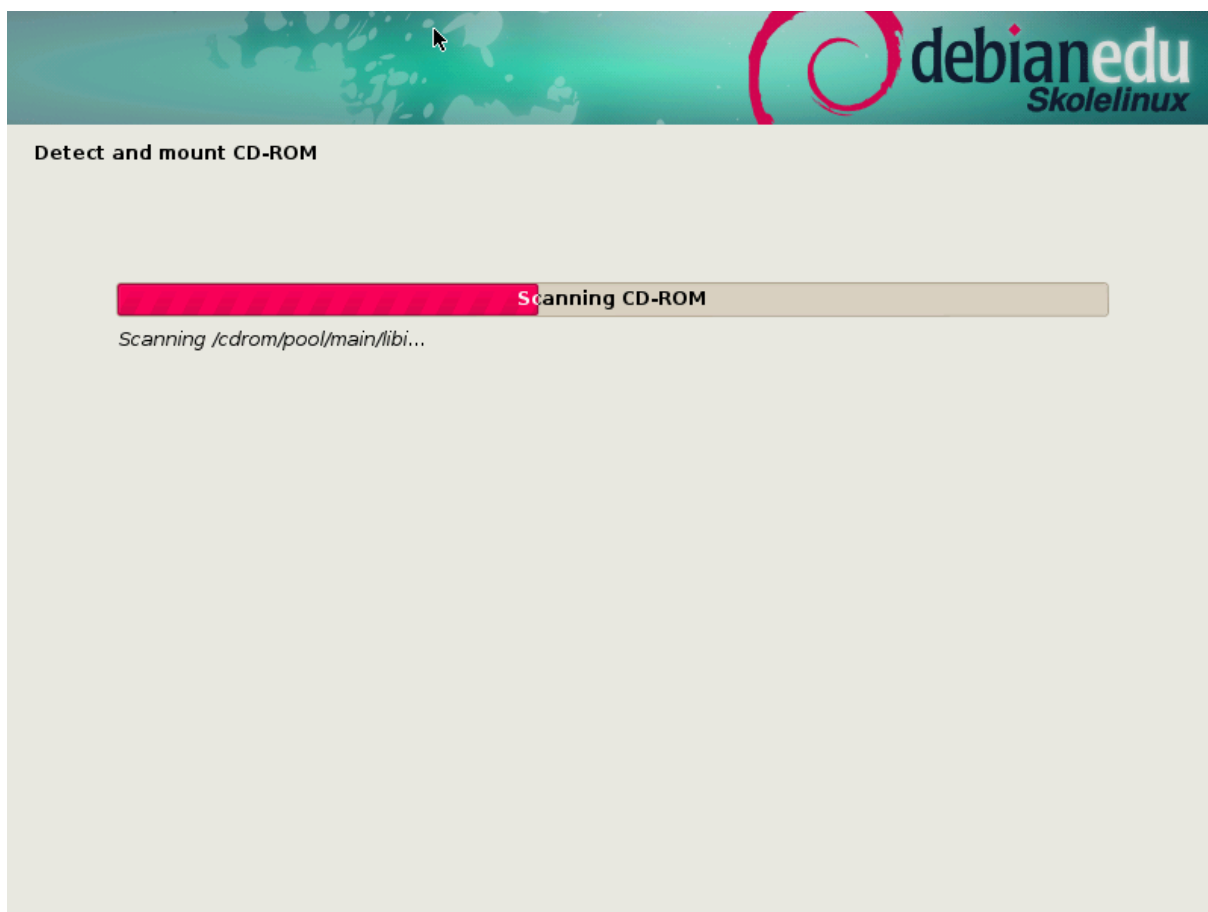 debianedu
Skolelinux
Detect and mount CD-ROM
Scanning CD-ROM
Scanning /cdrom/pool/main/libi...